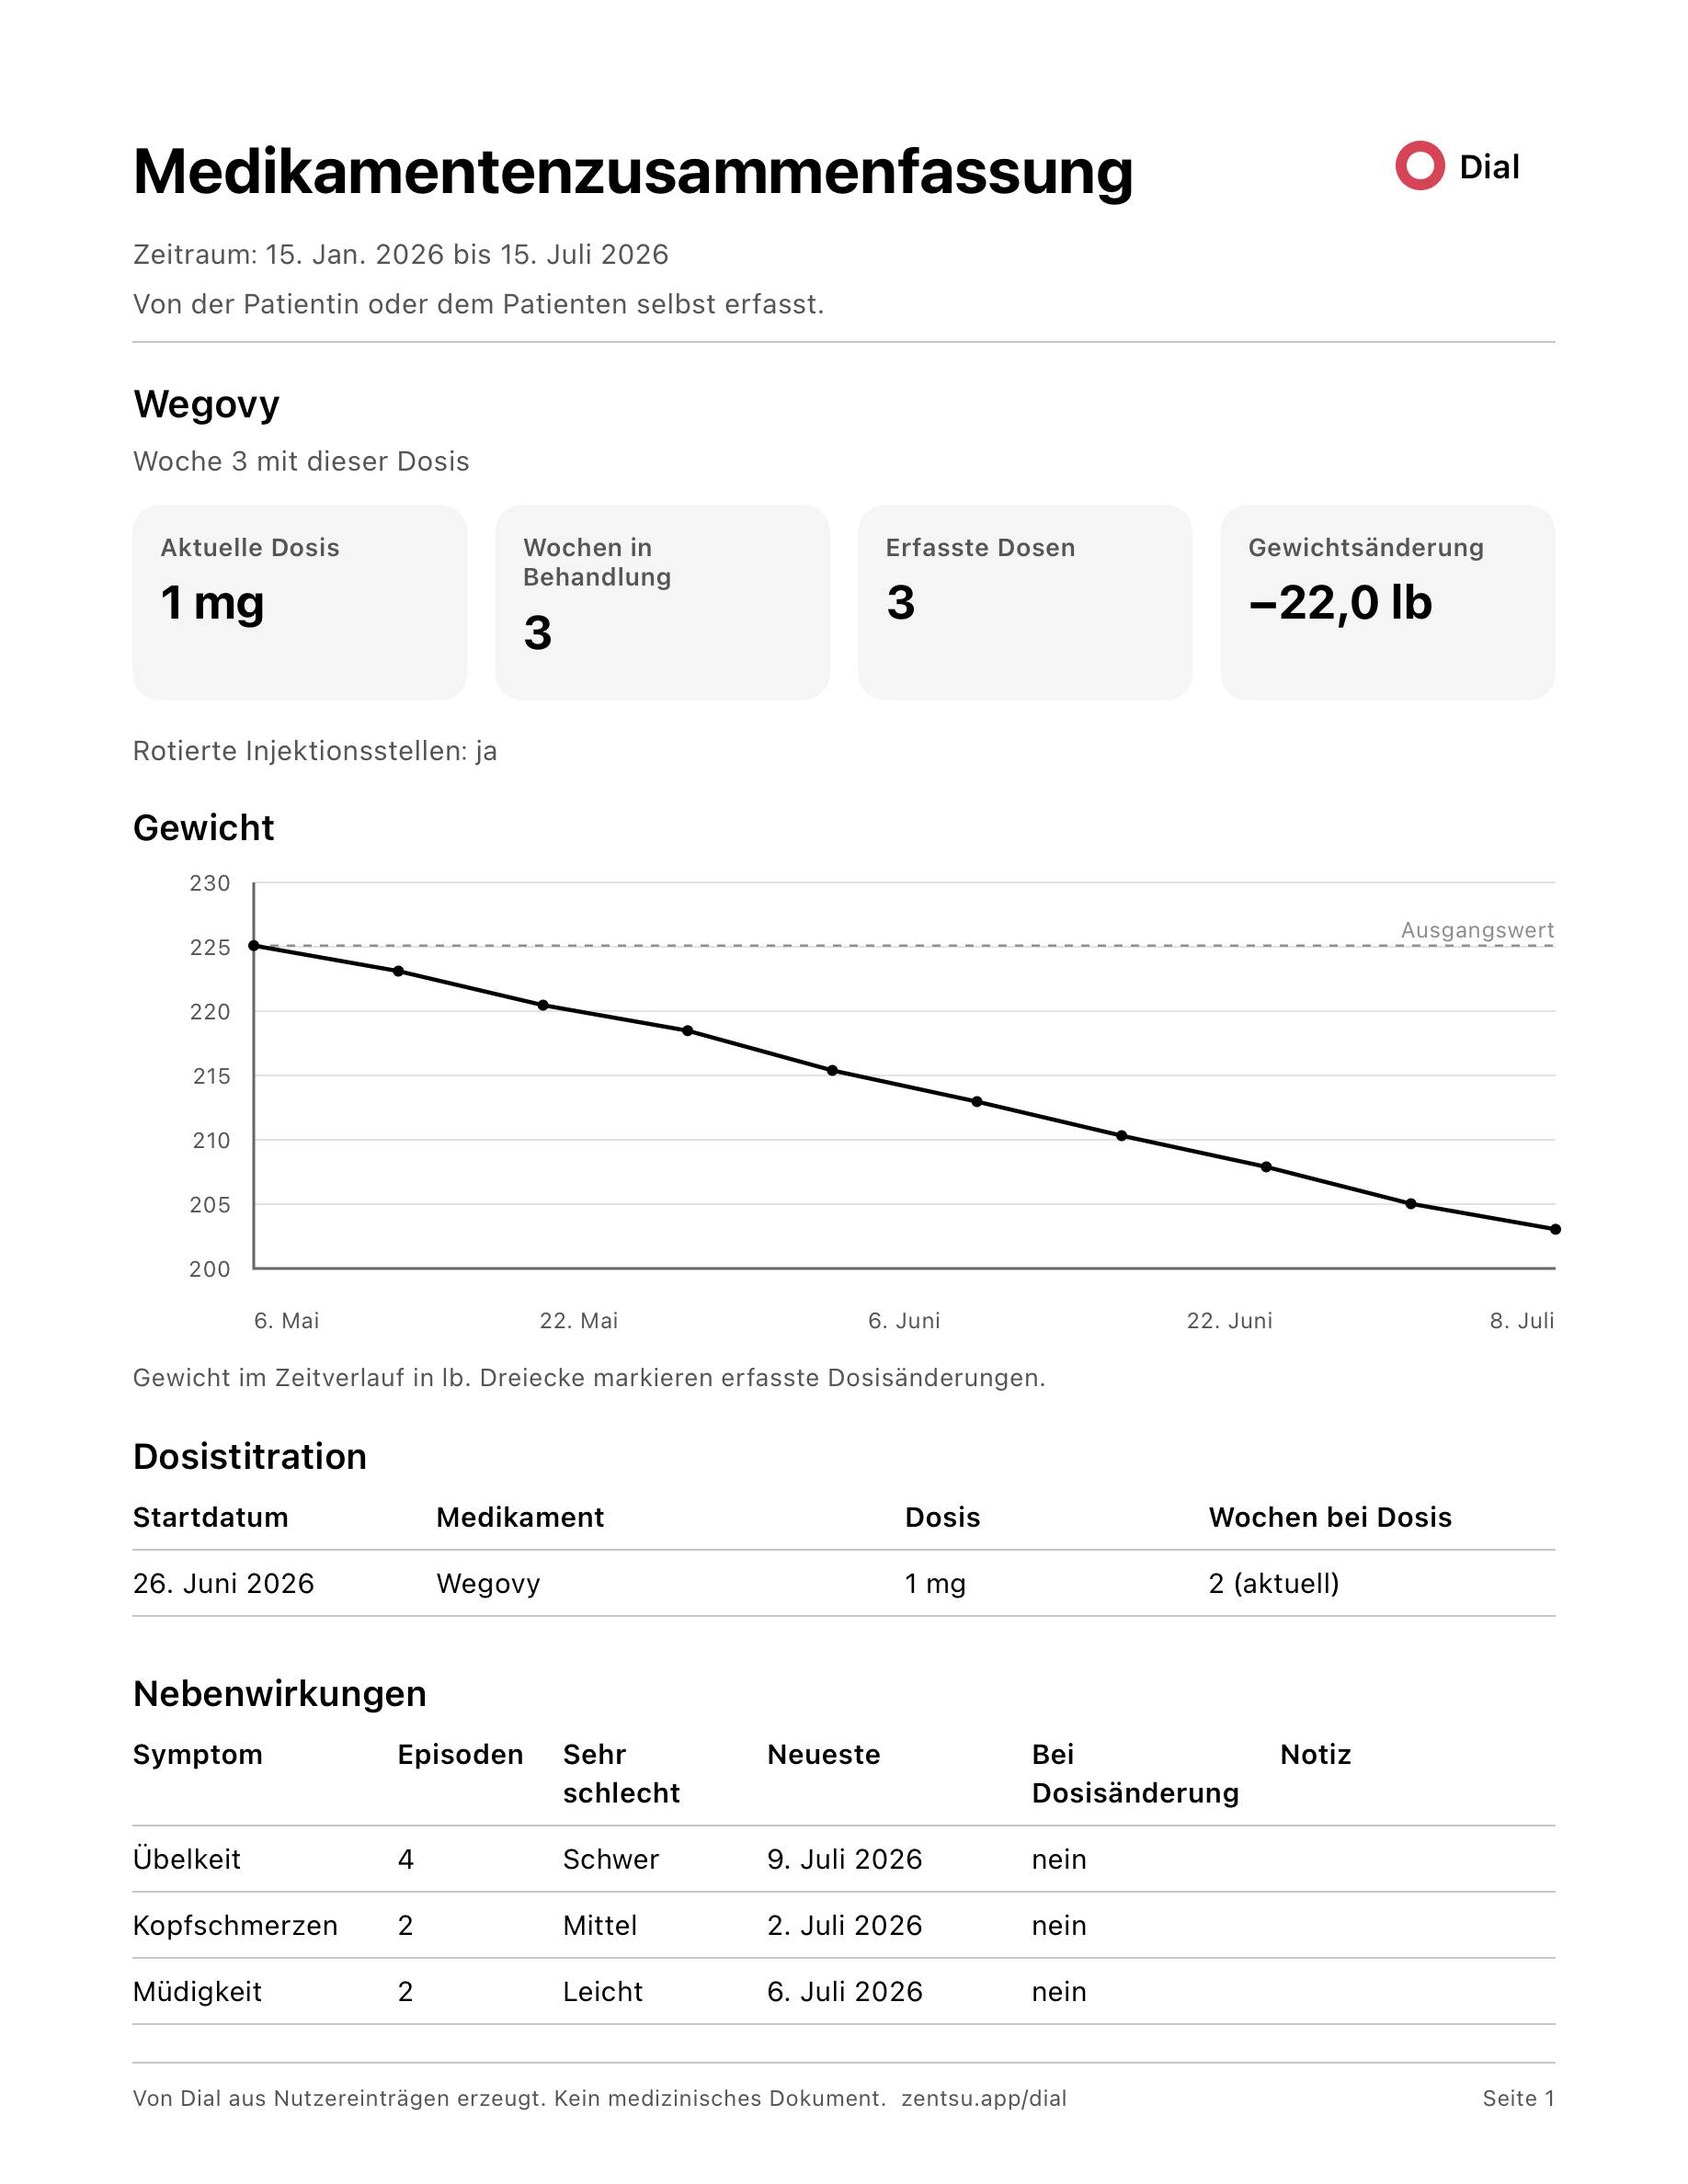 Medikamentenzusammenfassung
Dial
Zeitraum: 15. Jan. 2026 bis 15. Juli 2026
Von der Patientin oder dem Patienten selbst erfasst.
Wegovy
Woche 3 mit dieser Dosis
Aktuelle Dosis
1 mg
Wochen in
Behandlung
3
Erfasste Dosen
3
Gewichtsänderung
−22,0 lb
Rotierte Injektionsstellen: ja
Gewicht
230
Ausgangswert
225
220
215
210
205
200
6. Mai 22. Mai 6. Juni 22. Juni 8. Juli
Gewicht im Zeitverlauf in lb. Dreiecke markieren erfasste Dosisänderungen.
Dosistitration
Startdatum Medikament Dosis Wochen bei Dosis
26. Juni 2026 Wegovy 1 mg 2 (aktuell)
Nebenwirkungen
Symptom Episoden Sehr schlecht Neueste Bei Dosisänderung Notiz
Übelkeit 4 Schwer 9. Juli 2026 nein
Kopfschmerzen 2 Mittel 2. Juli 2026 nein
Müdigkeit 2 Leicht 6. Juli 2026 nein
Von Dial aus Nutzereinträgen erzeugt. Kein medizinisches Dokument. zentsu.app/dial Seite 1